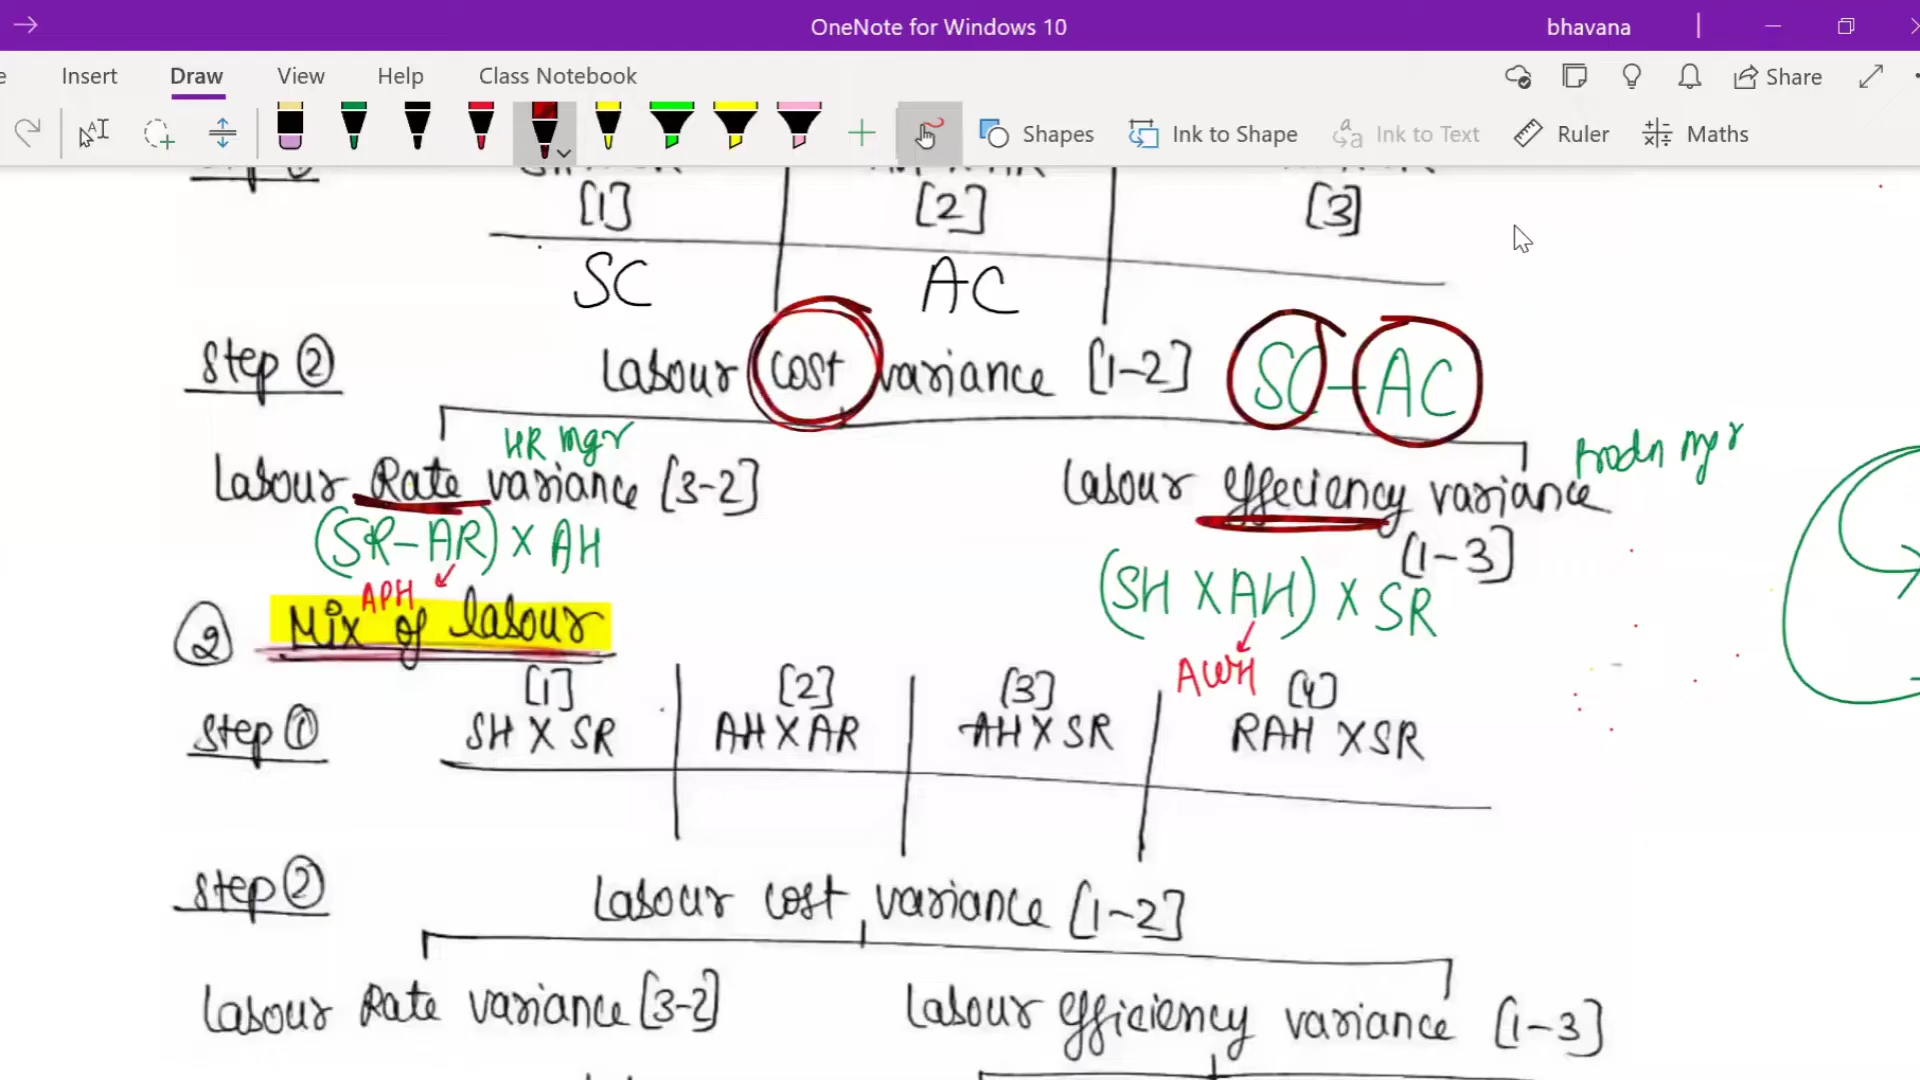 OneNote for Windows 10
bhavana
Insert Draw View Help Class Notebook
Share
Shapes Ink to Shape Ink to Text Ruler Maths
[1] [2] [3]
SC AC
Step ② Labour cost variance [1-2] SC-AC
HR mgr
Prodn mgr
Labour Rate variance [3-2] Labour effeciency variance
[1-3]
(SR-AR) X AH
(SH X AH) X SR
APH
② Mix of labour
AWH
[1] [2] [3] [4]
Step ① SH X SR AH X AR AH X SR RAH X SR
Step ② Labour cost variance [1-2]
Labour Rate variance [3-2] Labour efficiency variance [1-3]